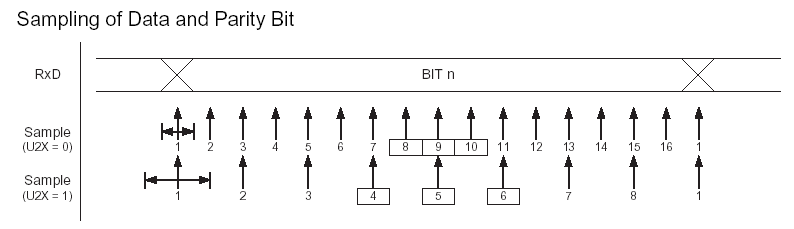 Sampling of Data and Parity Bit
RxD
BIT n
Sample
(U2X = 0)
1 2 3 4 5 6 7 8 9 10 11 12 13 14 15 16 1
Sample
(U2X = 1)
1 2 3 4 5 6 7 8 1